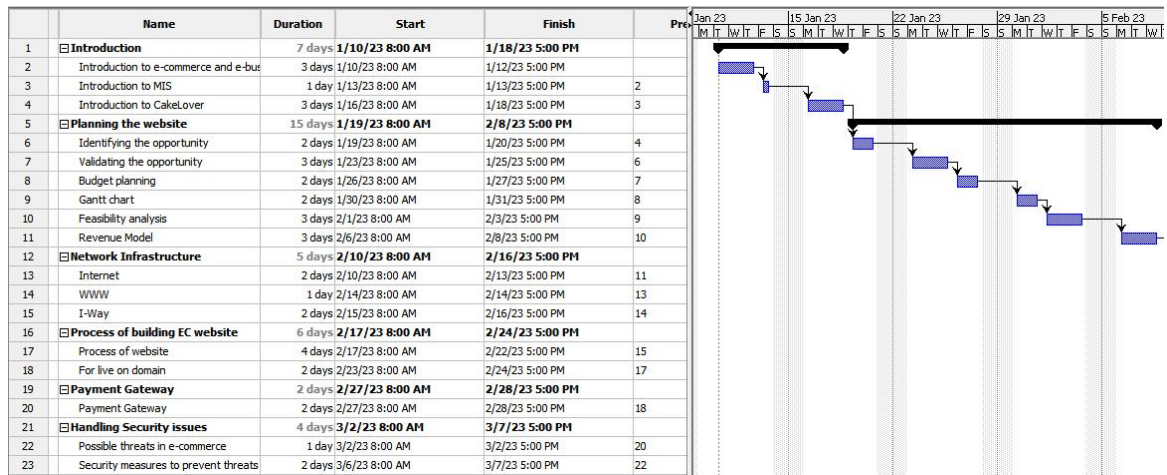 Name Duration Start Finish Pre Jan 23 15 Jan 23 22 Jan 23 29 Jan 23 5 Feb 23
M T W T F S S M T W T F S S M T W T F S S M T W T F S S M T W T
1 Introduction 7 days 1/10/23 8:00 AM 1/18/23 5:00 PM
2 Introduction to e-commerce and e-bus 3 days 1/10/23 8:00 AM 1/12/23 5:00 PM
3 Introduction to MIS 1 day 1/13/23 8:00 AM 1/13/23 5:00 PM 2
4 Introduction to CakeLover 3 days 1/16/23 8:00 AM 1/18/23 5:00 PM 3
5 Planning the website 15 days 1/19/23 8:00 AM 2/8/23 5:00 PM
6 Identifying the opportunity 2 days 1/19/23 8:00 AM 1/20/23 5:00 PM 4
7 Validating the opportunity 3 days 1/23/23 8:00 AM 1/25/23 5:00 PM 6
8 Budget planning 2 days 1/26/23 8:00 AM 1/27/23 5:00 PM 7
9 Gantt chart 2 days 1/30/23 8:00 AM 1/31/23 5:00 PM 8
10 Feasibility analysis 3 days 2/1/23 8:00 AM 2/3/23 5:00 PM 9
11 Revenue Model 3 days 2/6/23 8:00 AM 2/8/23 5:00 PM 10
12 Network Infrastructure 5 days 2/10/23 8:00 AM 2/16/23 5:00 PM
13 Internet 2 days 2/10/23 8:00 AM 2/13/23 5:00 PM 11
14 WWW 1 day 2/14/23 8:00 AM 2/14/23 5:00 PM 13
15 I-Way 2 days 2/15/23 8:00 AM 2/16/23 5:00 PM 14
16 Process of building EC website 6 days 2/17/23 8:00 AM 2/24/23 5:00 PM
17 Process of website 4 days 2/17/23 8:00 AM 2/22/23 5:00 PM 15
18 For live on domain 2 days 2/23/23 8:00 AM 2/24/23 5:00 PM 17
19 Payment Gateway 2 days 2/27/23 8:00 AM 2/28/23 5:00 PM
20 Payment Gateway 2 days 2/27/23 8:00 AM 2/28/23 5:00 PM 18
21 Handling Security issues 4 days 3/2/23 8:00 AM 3/7/23 5:00 PM
22 Possible threats in e-commerce 1 day 3/2/23 8:00 AM 3/2/23 5:00 PM 20
23 Security measures to prevent threats 2 days 3/6/23 8:00 AM 3/7/23 5:00 PM 22